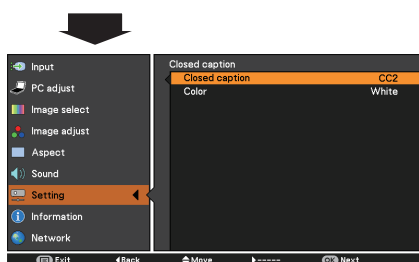 Input
PC adjust
Image select
Image adjust
Aspect
Sound
Setting
Information
Network
Closed caption
Closed caption CC2
Color White
Exit Back Move ----- OK Next